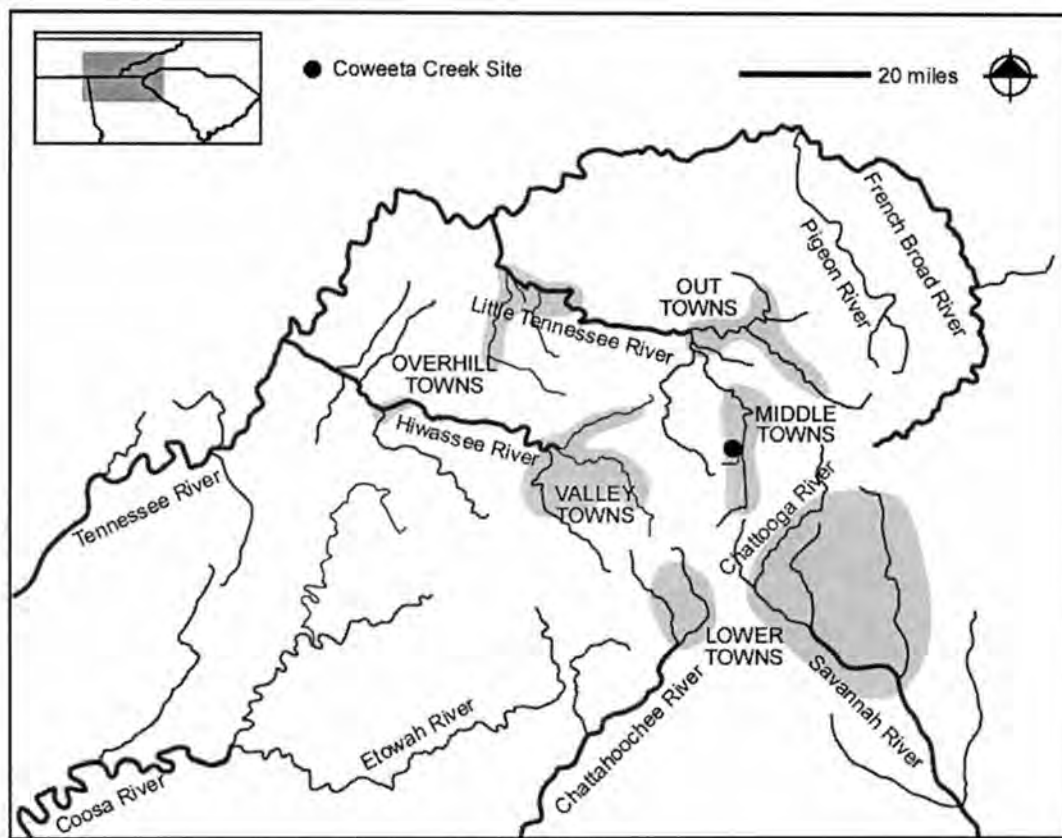 Coweeta Creek Site
20 miles
French Broad River
Pigeon River
OUT
TOWNS
Little Tennessee River
OVERHILL
TOWNS
MIDDLE
TOWNS
Hiwassee River
Tennessee River
VALLEY
TOWNS
Chattooga River
LOWER
TOWNS
Savannah River
Etowah River
Chattahoochee River
Coosa River